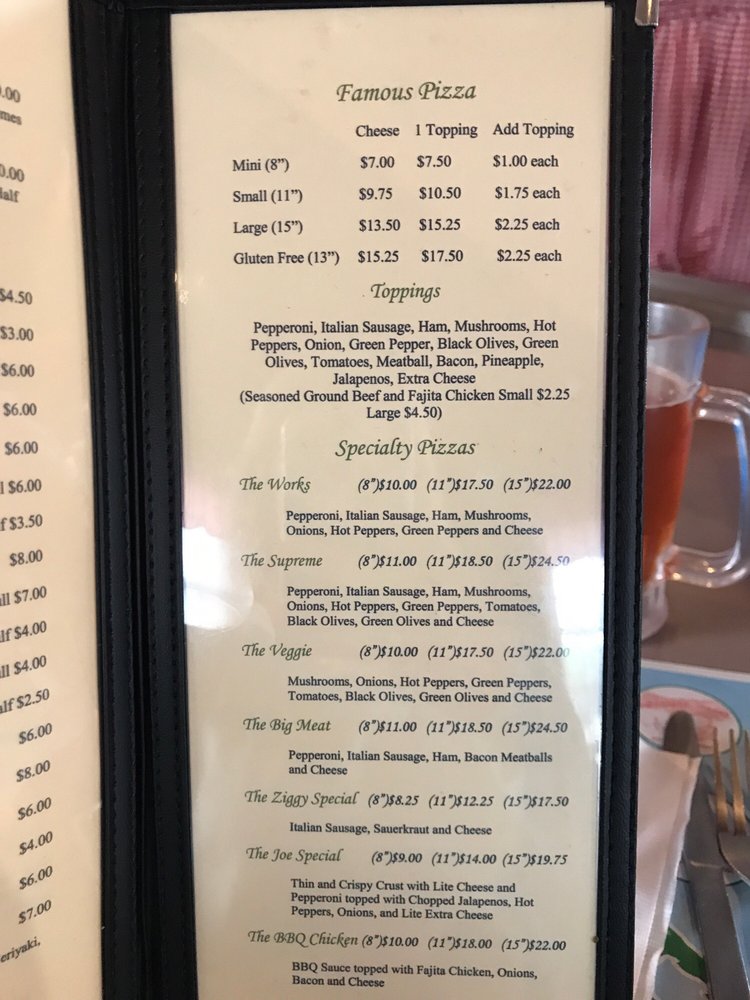 .00
mes
0.00
Half
$4.50
$3.00
$6.00
$6.00
$6.00
$6.00
$3.50
$8.00
$7.00
$4.00
$4.00
$2.50
$6.00
$8.00
$6.00
$4.00
$6.00
$7.00
eriyaki,
Famous Pizza
Cheese 1 Topping Add Topping
Mini (8”) $7.00 $7.50 $1.00 each
Small (11”) $9.75 $10.50 $1.75 each
Large (15”) $13.50 $15.25 $2.25 each
Gluten Free (13”) $15.25 $17.50 $2.25 each
Toppings
Pepperoni, Italian Sausage, Ham, Mushrooms, Hot
Peppers, Onion, Green Pepper, Black Olives, Green
Olives, Tomatoes, Meatball, Bacon, Pineapple,
Jalapenos, Extra Cheese
(Seasoned Ground Beef and Fajita Chicken Small $2.25
Large $4.50)
Specialty Pizzas
The Works (8”)$10.00 (11”)$17.50 (15”)$22.00
Pepperoni, Italian Sausage, Ham, Mushrooms,
Onions, Hot Peppers, Green Peppers and Cheese
The Supreme (8”)$11.00 (11”)$18.50 (15”)$24.50
Pepperoni, Italian Sausage, Ham, Mushrooms,
Onions, Hot Peppers, Green Peppers, Tomatoes,
Black Olives, Green Olives and Cheese
The Veggie (8”)$10.00 (11”)$17.50 (15”)$22.00
Mushrooms, Onions, Hot Peppers, Green Peppers,
Tomatoes, Black Olives, Green Olives and Cheese
The Big Meat (8”)$11.00 (11”)$18.50 (15”)$24.50
Pepperoni, Italian Sausage, Ham, Bacon Meatballs
and Cheese
The Ziggy Special (8”)$8.25 (11”)$12.25 (15”)$17.50
Italian Sausage, Sauerkraut and Cheese
The Joe Special (8”)$9.00 (11”)$14.00 (15”)$19.75
Thin and Crispy Crust with Lite Cheese and
Pepperoni topped with Chopped Jalapenos, Hot
Peppers, Onions, and Lite Extra Cheese
The BBQ Chicken (8”)$10.00 (11”)$18.00 (15”)$22.00
BBQ Sauce topped with Fajita Chicken, Onions,
Bacon and Cheese